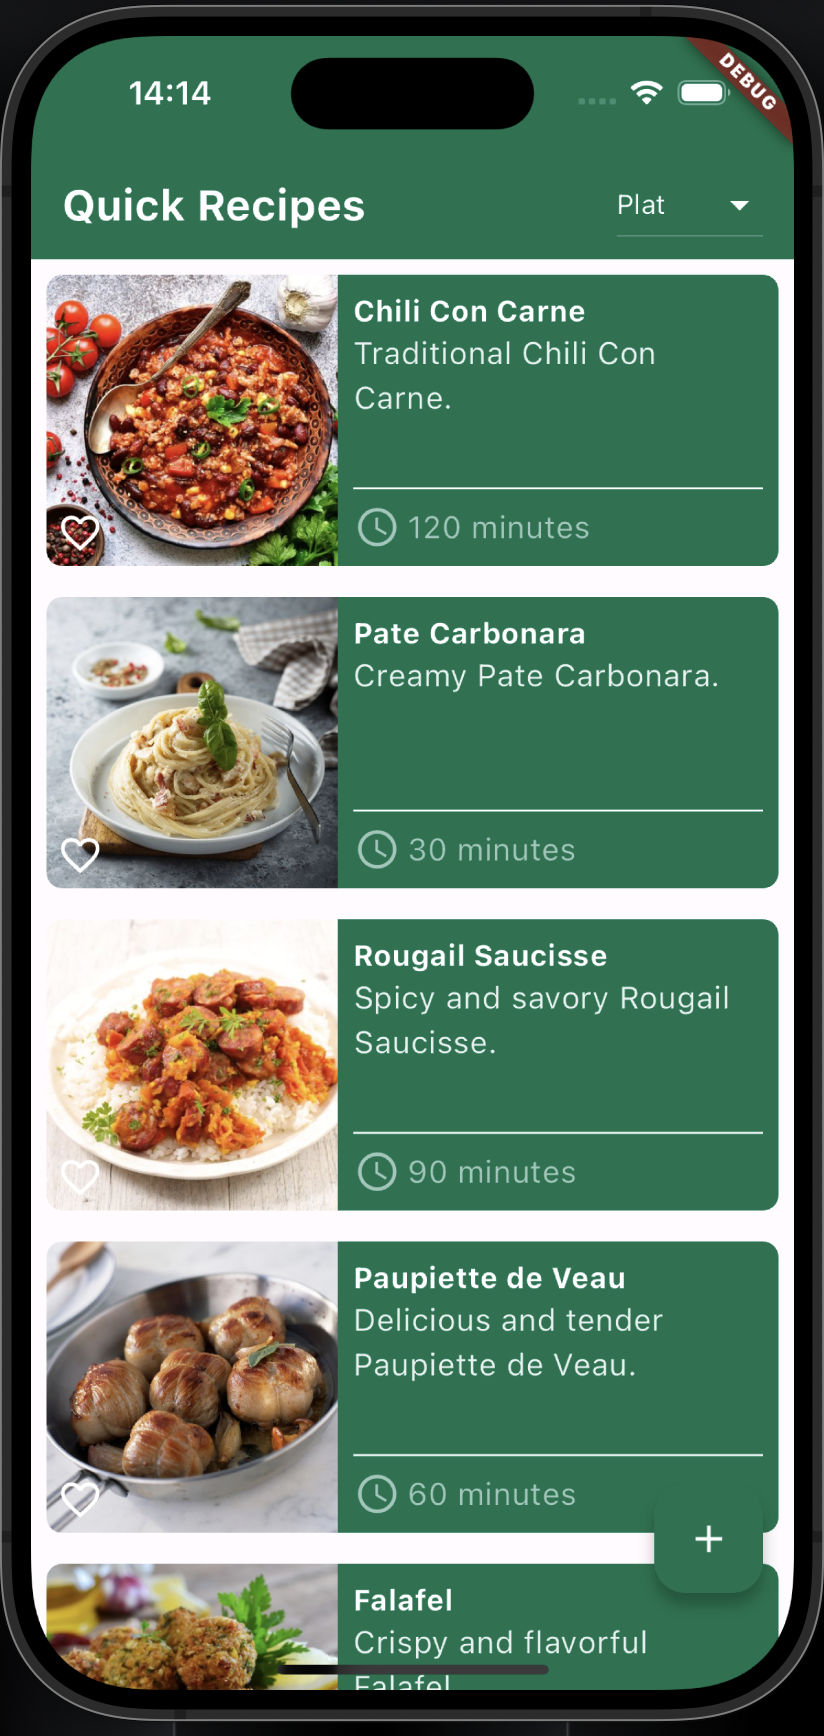 14:14
DEBUG
Quick Recipes
Plat
Chili Con Carne
Traditional Chili Con
Carne.
120 minutes
Pate Carbonara
Creamy Pate Carbonara.
30 minutes
Rougail Saucisse
Spicy and savory Rougail
Saucisse.
90 minutes
Paupiette de Veau
Delicious and tender
Paupiette de Veau.
60 minutes
+
Falafel
Crispy and flavorful
Falafel